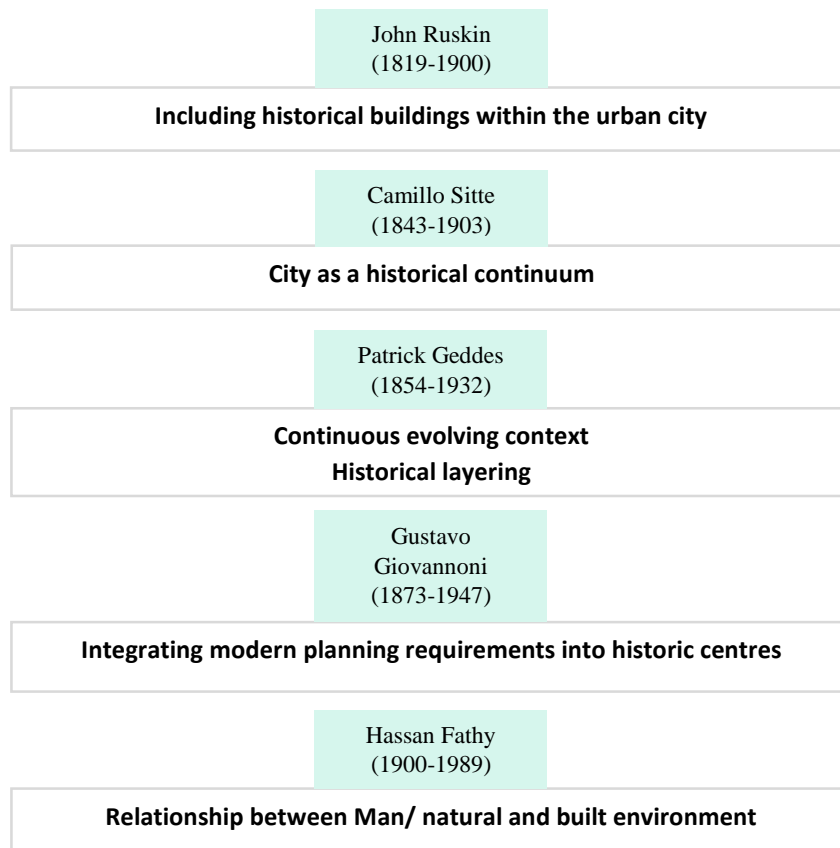 John Ruskin
(1819-1900)
Including historical buildings within the urban city
Camillo Sitte
(1843-1903)
City as a historical continuum
Patrick Geddes
(1854-1932)
Continuous evolving context
Historical layering
Gustavo
Giovannoni
(1873-1947)
Integrating modern planning requirements into historic centres
Hassan Fathy
(1900-1989)
Relationship between Man/ natural and built environment